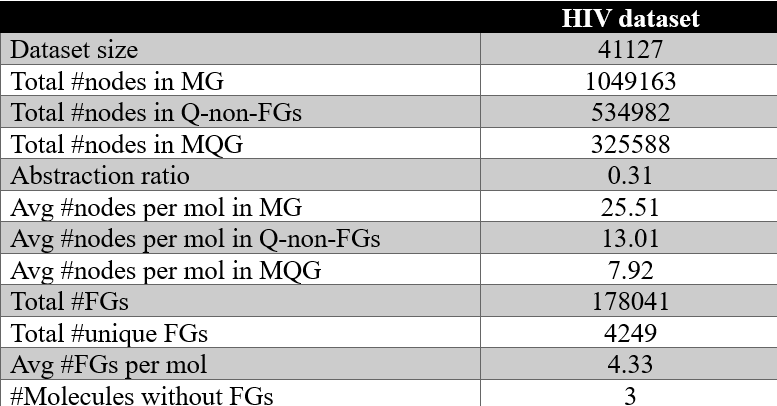 HIV dataset
Dataset size 41127
Total #nodes in MG 1049163
Total #nodes in Q-non-FGs 534982
Total #nodes in MQG 325588
Abstraction ratio 0.31
Avg #nodes per mol in MG 25.51
Avg #nodes per mol in Q-non-FGs 13.01
Avg #nodes per mol in MQG 7.92
Total #FGs 178041
Total #unique FGs 4249
Avg #FGs per mol 4.33
#Molecules without FGs 3